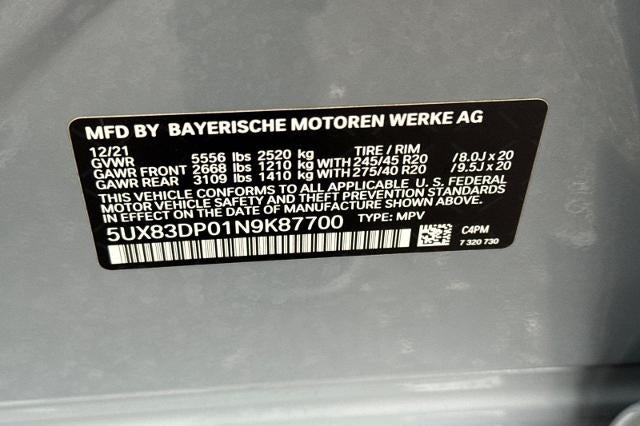 MFD BY BAYERISCHE MOTOREN WERKE AG
12/21 TIRE / RIM
GVWR 5556 lbs 2520 kg
GAWR FRONT 2668 lbs 1210 kg WITH 245/45 R20 /8.0J x 20
GAWR REAR 3109 lbs 1410 kg WITH 275/40 R20 /9.5J x 20
THIS VEHICLE CONFORMS TO ALL APPLICABLE U.S. FEDERAL
MOTOR VEHICLE SAFETY AND THEFT PREVENTION STANDARDS
IN EFFECT ON THE DATE OF MANUFACTURE SHOWN ABOVE.
5UX83DP01N9K87700 TYPE: MPV
C4PM
7 320 730